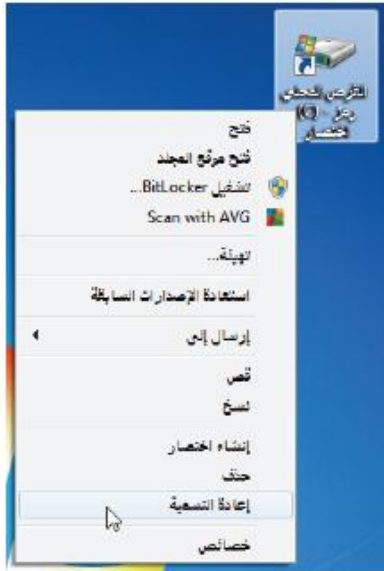 القرص المحلي
(C:) - رمز
اختصار
فتح
فتح موقع المجلد
تشغيل BitLocker...
Scan with AVG
تهيئة...
استعادة الإصدارات السابقة
إرسال إلى
قص
نسخ
إنشاء اختصار
حذف
إعادة التسمية
خصائص